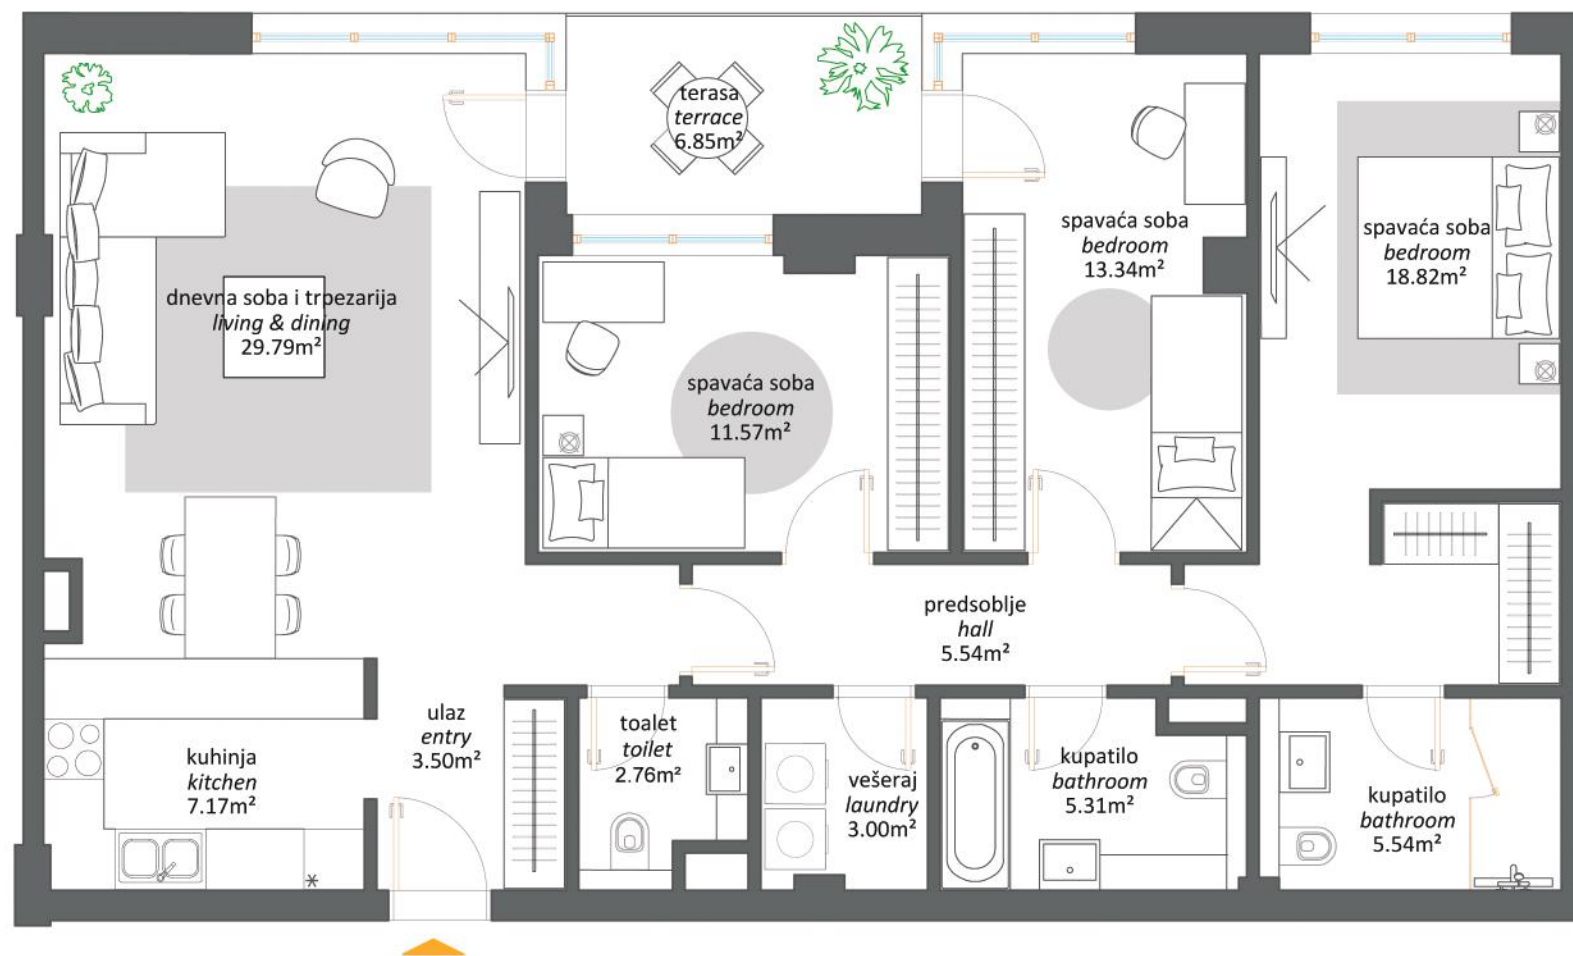 terasa
terrace
6.85m²
spavaća soba
bedroom
13.34m²
spavaća soba
bedroom
18.82m²
dnevna soba i trpezarija
living & dining
29.79m²
spavaća soba
bedroom
11.57m²
predsoblje
hall
5.54m²
ulaz
entry
3.50m²
toalet
toilet
2.76m²
kuhinja
kitchen
7.17m²
vešeraj
laundry
3.00m²
kupatilo
bathroom
5.31m²
kupatilo
bathroom
5.54m²
*